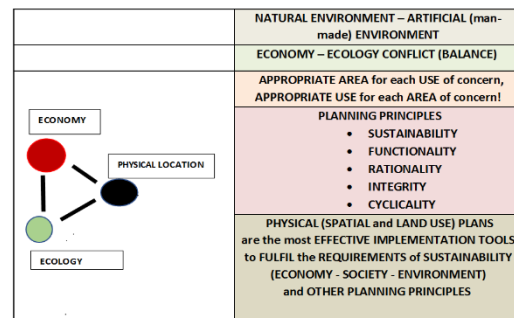 NATURAL ENVIRONMENT – ARTIFICIAL (man-
made) ENVIRONMENT
ECONOMY – ECOLOGY CONFLICT (BALANCE)
APPROPRIATE AREA for each USE of concern,
APPROPRIATE USE for each AREA of concern!
ECONOMY
PHYSICAL LOCATION
ECOLOGY
PLANNING PRINCIPLES
• SUSTAINABILITY
• FUNCTIONALITY
• RATIONALITY
• INTEGRITY
• CYCLICALITY
PHYSICAL (SPATIAL and LAND USE) PLANS
are the most EFFECTIVE IMPLEMENTATION TOOLS
to FULFIL the REQUIREMENTS of SUSTAINABILITY
(ECONOMY - SOCIETY - ENVIRONMENT)
and OTHER PLANNING PRINCIPLES